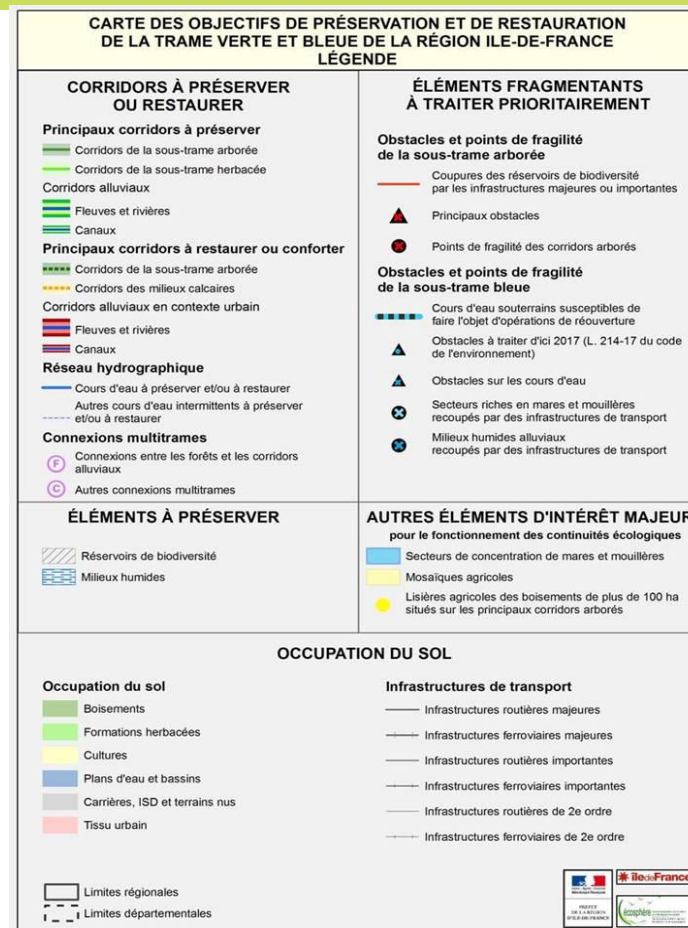 CARTE DES OBJECTIFS DE PRÉSERVATION ET DE RESTAURATION
DE LA TRAME VERTE ET BLEUE DE LA RÉGION ILE-DE-FRANCE
LÉGENDE
CORRIDORS À PRÉSERVER
OU RESTAURER
Principaux corridors à préserver
Corridors de la sous-trame arborée
Corridors de la sous-trame herbacée
Corridors alluviaux
Fleuves et rivières
Canaux
Principaux corridors à restaurer ou conforter
Corridors de la sous-trame arborée
Corridors des milieux calcaires
Corridors alluviaux en contexte urbain
Fleuves et rivières
Canaux
Réseau hydrographique
Cours d'eau à préserver et/ou à restaurer
Autres cours d'eau intermittents à préserver
et/ou à restaurer
Connexions multitrames
F
Connexions entre les forêts et les corridors
alluviaux
C
Autres connexions multitrames
ÉLÉMENTS FRAGMENTANTS
À TRAITER PRIORITAIREMENT
Obstacles et points de fragilité
de la sous-trame arborée
Coupures des réservoirs de biodiversité
par les infrastructures majeures ou importantes
Principaux obstacles
Points de fragilité des corridors arborés
Obstacles et points de fragilité
de la sous-trame bleue
Cours d'eau souterrains susceptibles de
faire l'objet d'opérations de réouverture
Obstacles à traiter d'ici 2017 (L. 214-17 du code
de l'environnement)
Obstacles sur les cours d'eau
Secteurs riches en mares et mouillères
recoupés par des infrastructures de transport
Milieux humides alluviaux
recoupés par des infrastructures de transport
ÉLÉMENTS À PRÉSERVER
Réservoirs de biodiversité
Milieux humides
AUTRES ÉLÉMENTS D'INTÉRÊT MAJEUR
pour le fonctionnement des continuités écologiques
Secteurs de concentration de mares et mouillères
Mosaïques agricoles
Lisières agricoles des boisements de plus de 100 ha
situés sur les principaux corridors arborés
OCCUPATION DU SOL
Occupation du sol
Boisements
Formations herbacées
Cultures
Plans d'eau et bassins
Carrières, ISD et terrains nus
Tissu urbain
Infrastructures de transport
Infrastructures routières majeures
Infrastructures ferroviaires majeures
Infrastructures routières importantes
Infrastructures ferroviaires importantes
Infrastructures routières de 2e ordre
Infrastructures ferroviaires de 2e ordre
Limites régionales
Limites départementales
PRÉFET
DE LA RÉGION
D'ÎLE-DE-FRANCE
îledeFrance
écosphère